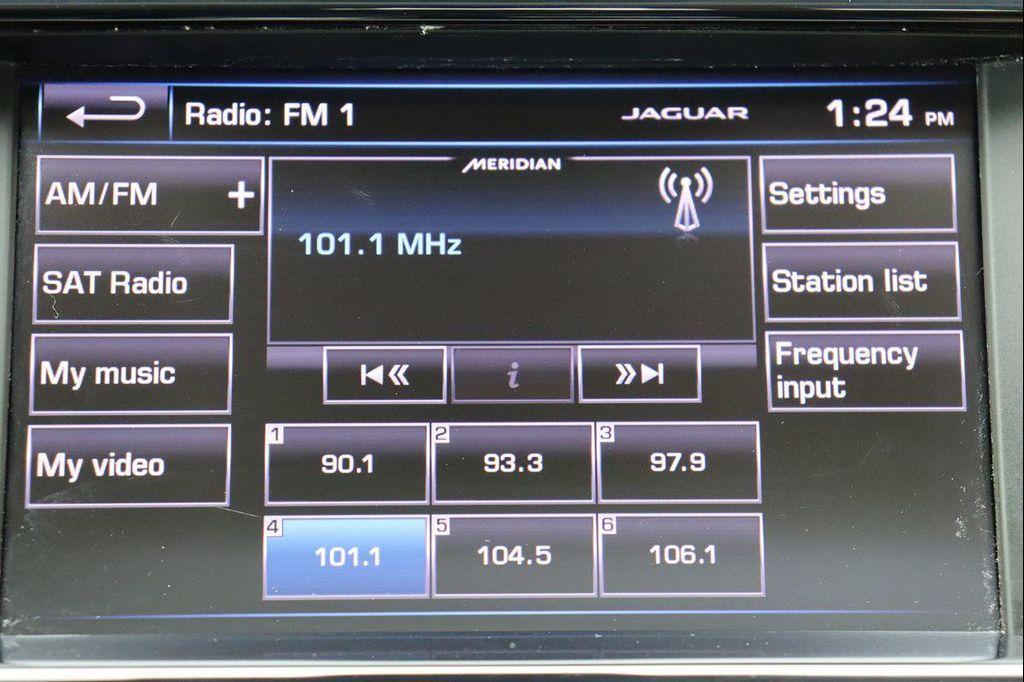 Radio: FM 1
JAGUAR
1:24 PM
AM/FM +
MERIDIAN
Settings
101.1 MHz
SAT Radio
Station list
My music
i
Frequency
input
My video
1
90.1
2
93.3
3
97.9
4
101.1
5
104.5
6
106.1